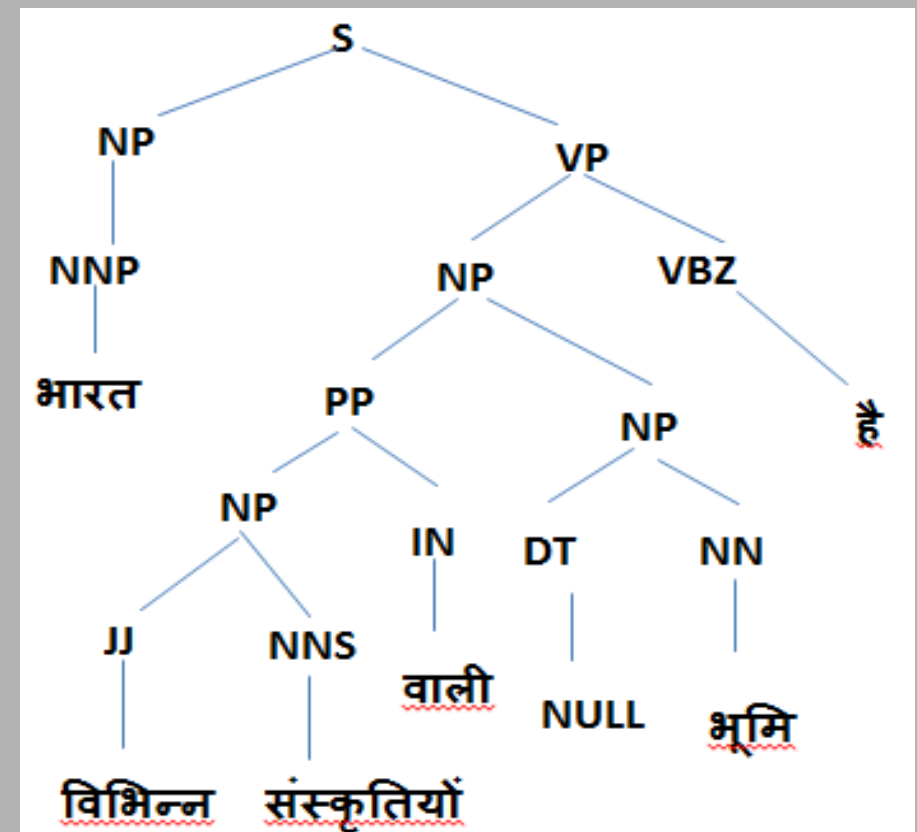 S
NP VP
NNP NP VBZ
भारत PP NP है
NP IN DT NN
JJ NNS वाली NULL भूमि
विभिन्न संस्कृतियों